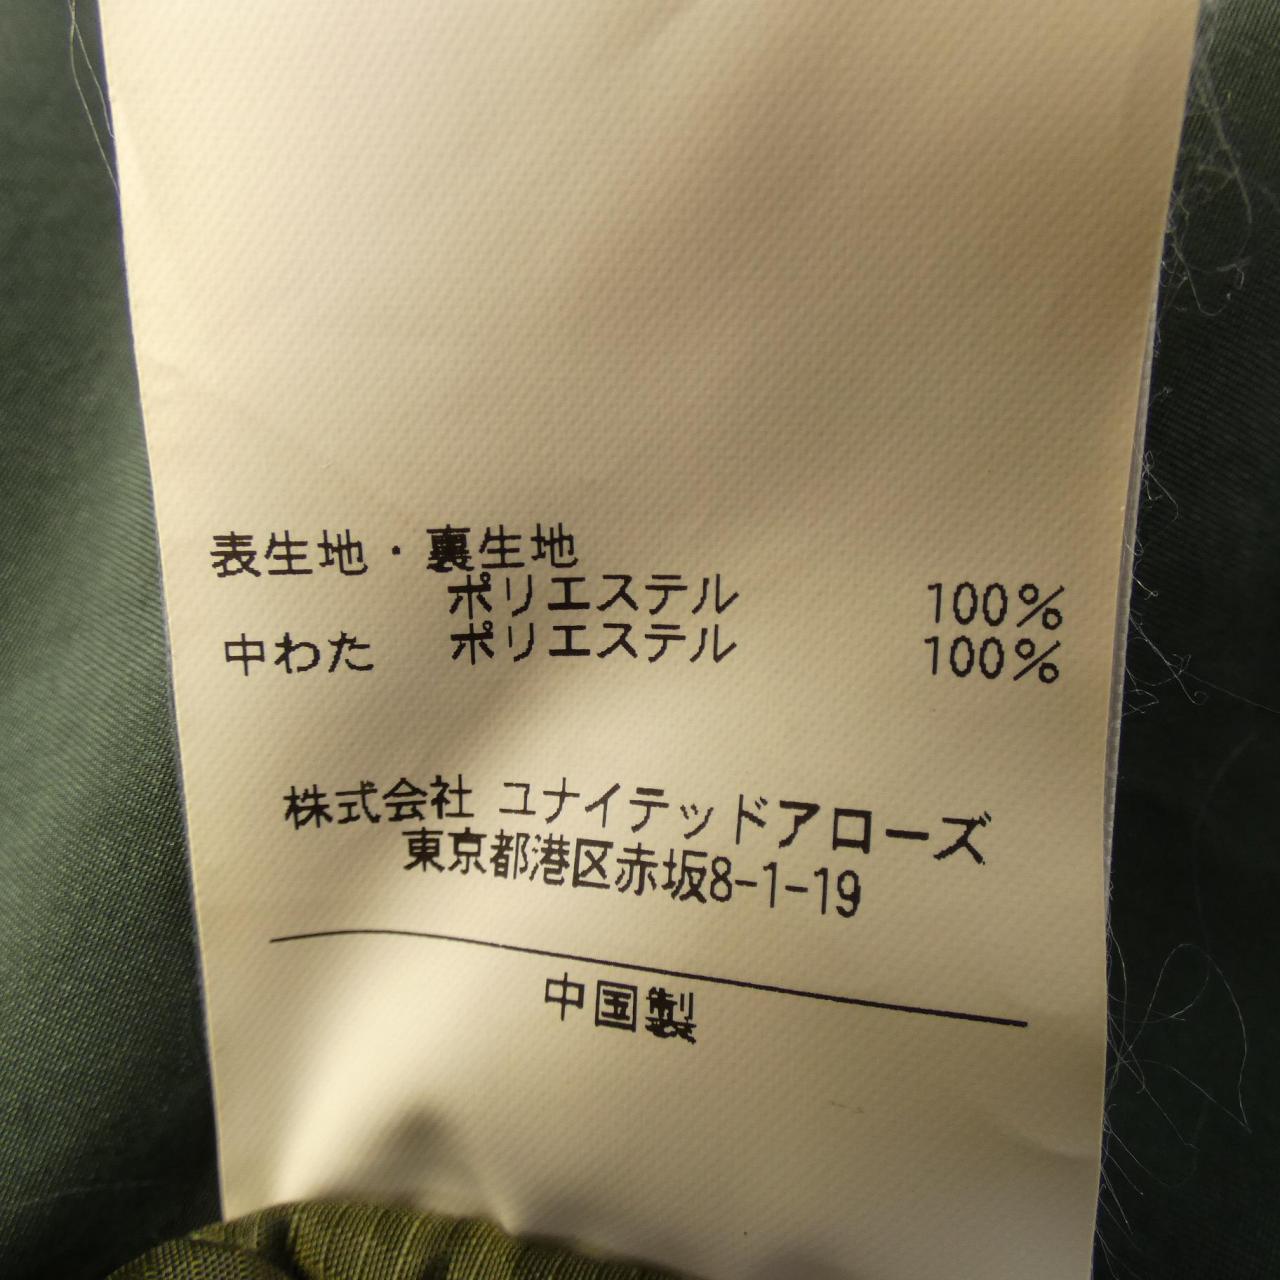 表生地・裏生地
ポリエステル 100%
中わた ポリエステル 100%
株式会社 ユナイテッドアローズ
東京都港区赤坂8-1-19
中国製